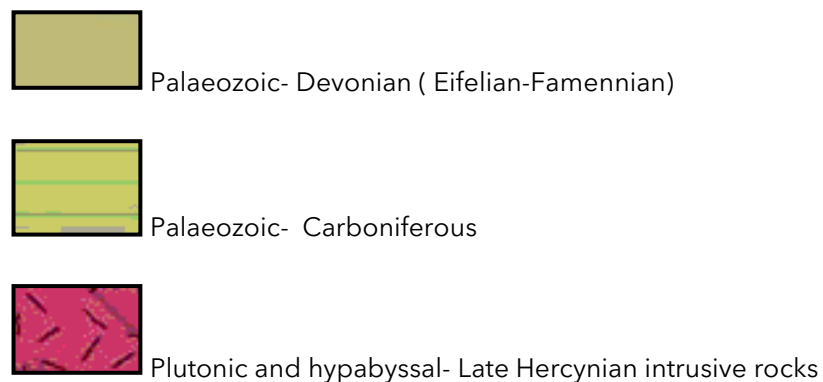 Palaeozoic- Devonian ( Eifelian-Famennian)
Palaeozoic-  Carboniferous
Plutonic and hypabyssal- Late Hercynian intrusive rocks